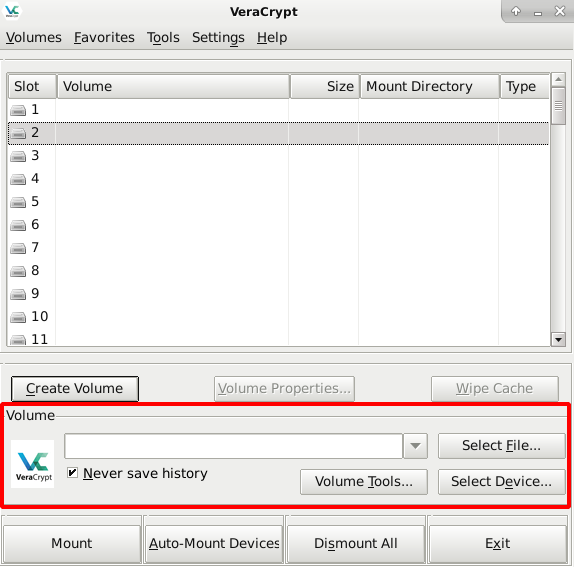 VeraCrypt
Volumes Favorites Tools Settings Help
Slot Volume Size Mount Directory Type
1
2
3
4
5
6
7
8
9
10
11
Create Volume Volume Properties... Wipe Cache
Volume
VeraCrypt
Select File...
Never save history
Volume Tools... Select Device...
Mount Auto-Mount Devices Dismount All Exit